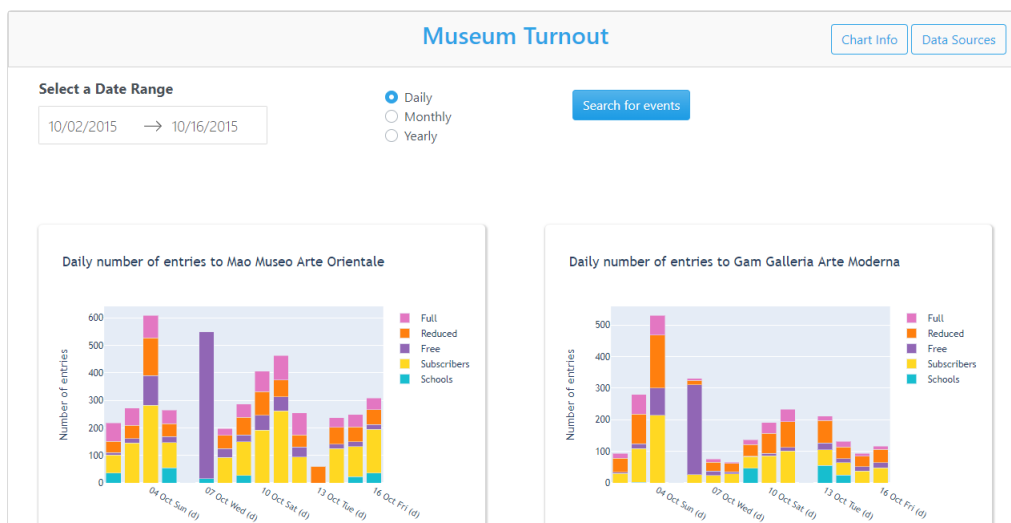 Museum Turnout
Chart Info
Data Sources
Select a Date Range
10/02/2015 → 10/16/2015
Daily
Monthly
Yearly
Search for events
Daily number of entries to Mao Museo Arte Orientale
Number of entries
600
500
400
300
200
100
0
04 Oct Sun (d)
07 Oct Wed (d)
10 Oct Sat (d)
13 Oct Tue (d)
16 Oct Fri (d)
Full
Reduced
Free
Subscribers
Schools
Daily number of entries to Gam Galleria Arte Moderna
Number of entries
500
400
300
200
100
0
04 Oct Sun (d)
07 Oct Wed (d)
10 Oct Sat (d)
13 Oct Tue (d)
16 Oct Fri (d)
Full
Reduced
Free
Subscribers
Schools